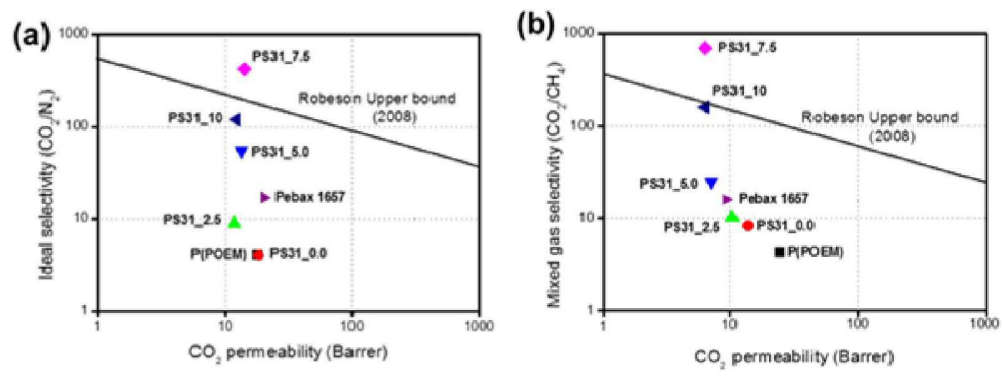 (a)
1000
100
10
1
Ideal selectivity (CO2/N2)
PS31_7.5
Robeson Upper bound
(2008)
PS31_10
PS31_5.0
Pebax 1657
PS31_2.5
P(POEM)
PS31_0.0
1
10
100
1000
CO2 permeability (Barrer)
(b)
1000
100
10
1
Mixed gas selectivity (CO2/CH4)
PS31_7.5
PS31_10
Robeson Upper bound
(2008)
PS31_5.0
Pebax 1657
PS31_2.5
PS31_0.0
P(POEM)
1
10
100
1000
CO2 permeability (Barrer)